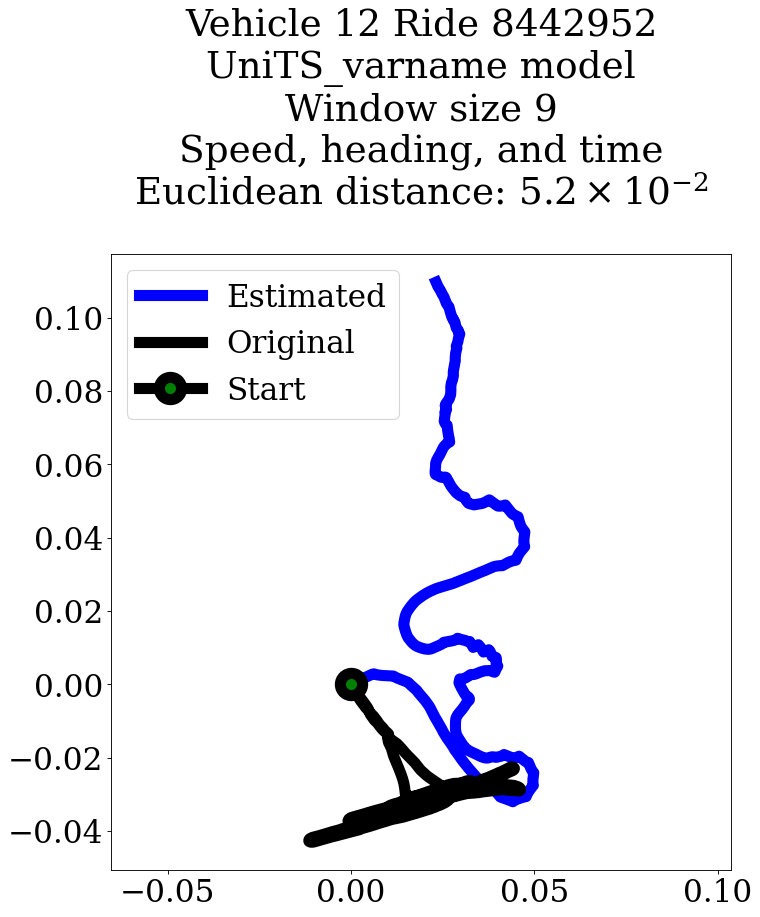 Vehicle 12 Ride 8442952
UniTS_varname model
Window size 9
Speed, heading, and time
Euclidean distance: 5.2 × 10⁻²
Estimated
Original
Start
0.10
0.08
0.06
0.04
0.02
0.00
−0.02
−0.04
−0.05
0.00
0.05
0.10